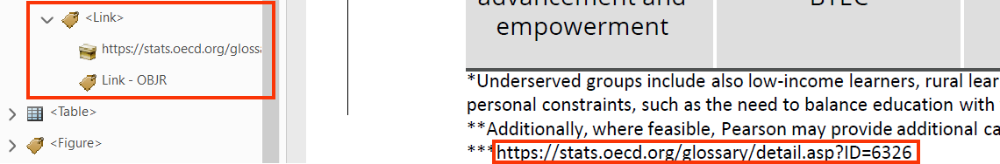 <Link>
https://stats.oecd.org/gloss
Link - OBJR
<Table>
<Figure>
advancement and
empowerment
BTEC
*Underserved groups include also low-income learners, rural lear
personal constraints, such as the need to balance education with
**Additionally, where feasible, Pearson may provide additional ca
***https://stats.oecd.org/glossary/detail.asp?ID=6326